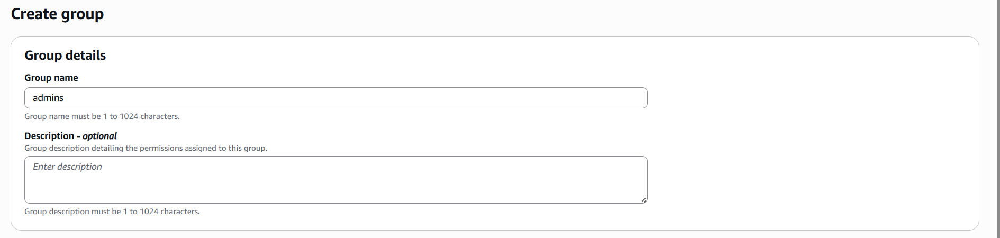 Create group
Group details
Group name
admins
Group name must be 1 to 1024 characters.
Description - optional
Group description detailing the permissions assigned to this group.
Enter description
Group description must be 1 to 1024 characters.